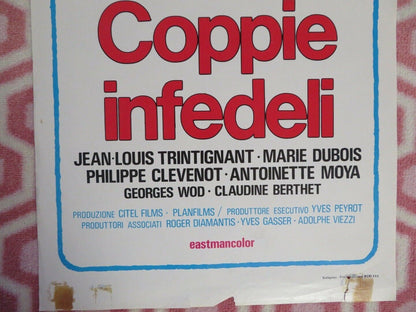 Coppie
infedeli
JEAN-LOUIS TRINTIGNANT · MARIE DUBOIS
PHILIPPE CLEVENOT · ANTOINETTE MOYA
GEORGES WOD · CLAUDINE BERTHET
PRODUZIONE CITEL FILMS · PLANFILMS / PRODUTTORE ESECUTIVO YVES PEYROT
PRODUTTORI ASSOCIATI ROGER DIAMANTIS · YVES GASSER · ADOLPHE VIEZZI
eastmancolor